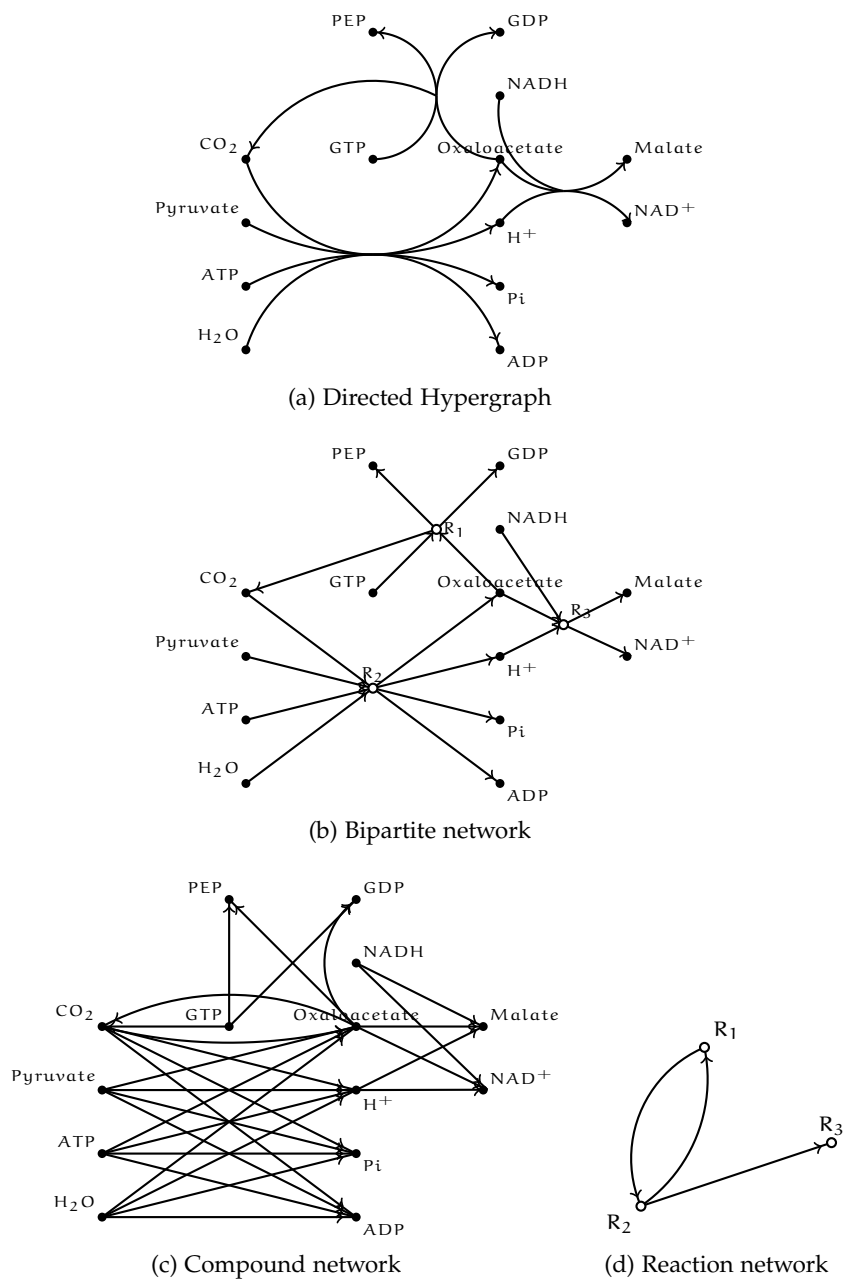 PEP GDP
NADH
CO₂ GTP Oxaloacetate Malate
Pyruvate H⁺ NAD⁺
ATP Pi
H₂O ADP
(a) Directed Hypergraph
PEP GDP
R₁ NADH
CO₂ GTP Oxaloacetate R₃ Malate
Pyruvate R₂ H⁺ NAD⁺
ATP Pi
H₂O ADP
(b) Bipartite network
PEP GDP
NADH
CO₂ GTP Oxaloacetate Malate
Pyruvate H⁺ NAD⁺
ATP Pi
H₂O ADP
(c) Compound network
R₁
R₃
R₂
(d) Reaction network